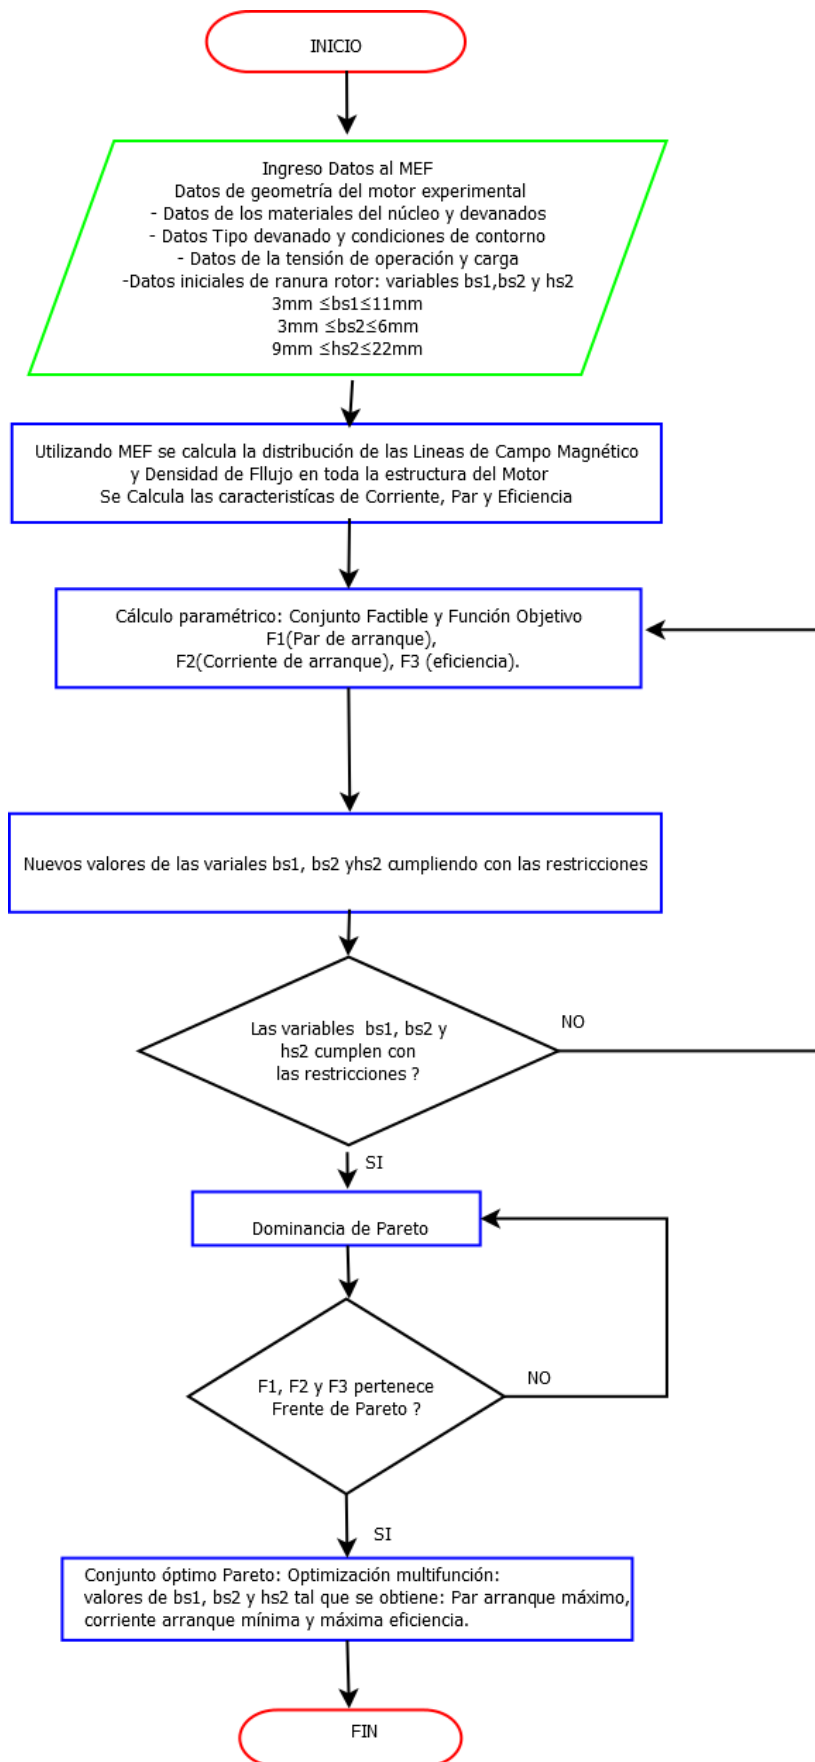 INICIO
Ingreso Datos al MEF
Datos de geometría del motor experimental
- Datos de los materiales del núcleo y devanados
- Datos Tipo devanado y condiciones de contorno
- Datos de la tensión de operación y carga
-Datos iniciales de ranura rotor: variables bs1,bs2 y hs2
3mm ≤bs1≤11mm
3mm ≤bs2≤6mm
9mm ≤hs2≤22mm
Utilizando MEF se calcula la distribución de las Lineas de Campo Magnético
y Densidad de Fllujo en toda la estructura del Motor
Se Calcula las caracteristícas de Corriente, Par y Eficiencia
Cálculo paramétrico: Conjunto Factible y Función Objetivo
F1(Par de arranque),
F2(Corriente de arranque), F3 (eficiencia).
Nuevos valores de las variales bs1, bs2 yhs2 cumpliendo con las restricciones
Las variables bs1, bs2 y
hs2 cumplen con
las restricciones ?
NO
SI
Dominancia de Pareto
F1, F2 y F3 pertenece
Frente de Pareto ?
NO
SI
Conjunto óptimo Pareto: Optimización multifunción:
valores de bs1, bs2 y hs2 tal que se obtiene: Par arranque máximo,
corriente arranque mínima y máxima eficiencia.
FIN